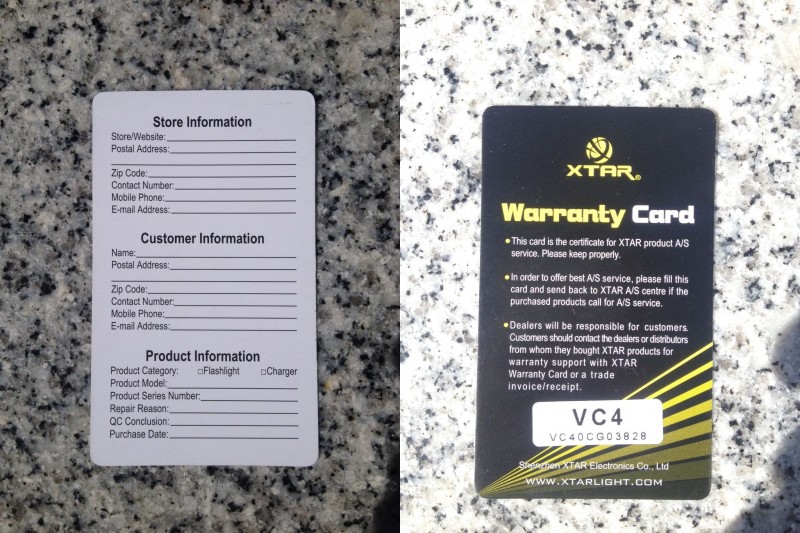 Store Information
Store/Website:
Postal Address:
Zip Code:
Contact Number:
Mobile Phone:
E-mail Address:
Customer Information
Name:
Postal Address:
Zip Code:
Contact Number:
Mobile Phone:
E-mail Address:
Product Information
Product Category: □Flashlight □Charger
Product Model:
Product Series Number:
Repair Reason:
QC Conclusion:
Purchase Date:
XTAR®
Warranty Card
•This card is the certificate for XTAR product A/S
service. Please keep properly.
•In order to offer best A/S service, please fill this
card and send back to XTAR A/S centre if the
purchased products call for A/S service.
•Dealers will be responsible for customers.
Customers should contact the dealers or distributors
from whom they bought XTAR products for
warranty support with XTAR
Warranty Card or a trade
invoice/receipt.
VC4
VC40CG03828
Shenzhen XTAR Electronics Co., Ltd
WWW.XTARLIGHT.COM